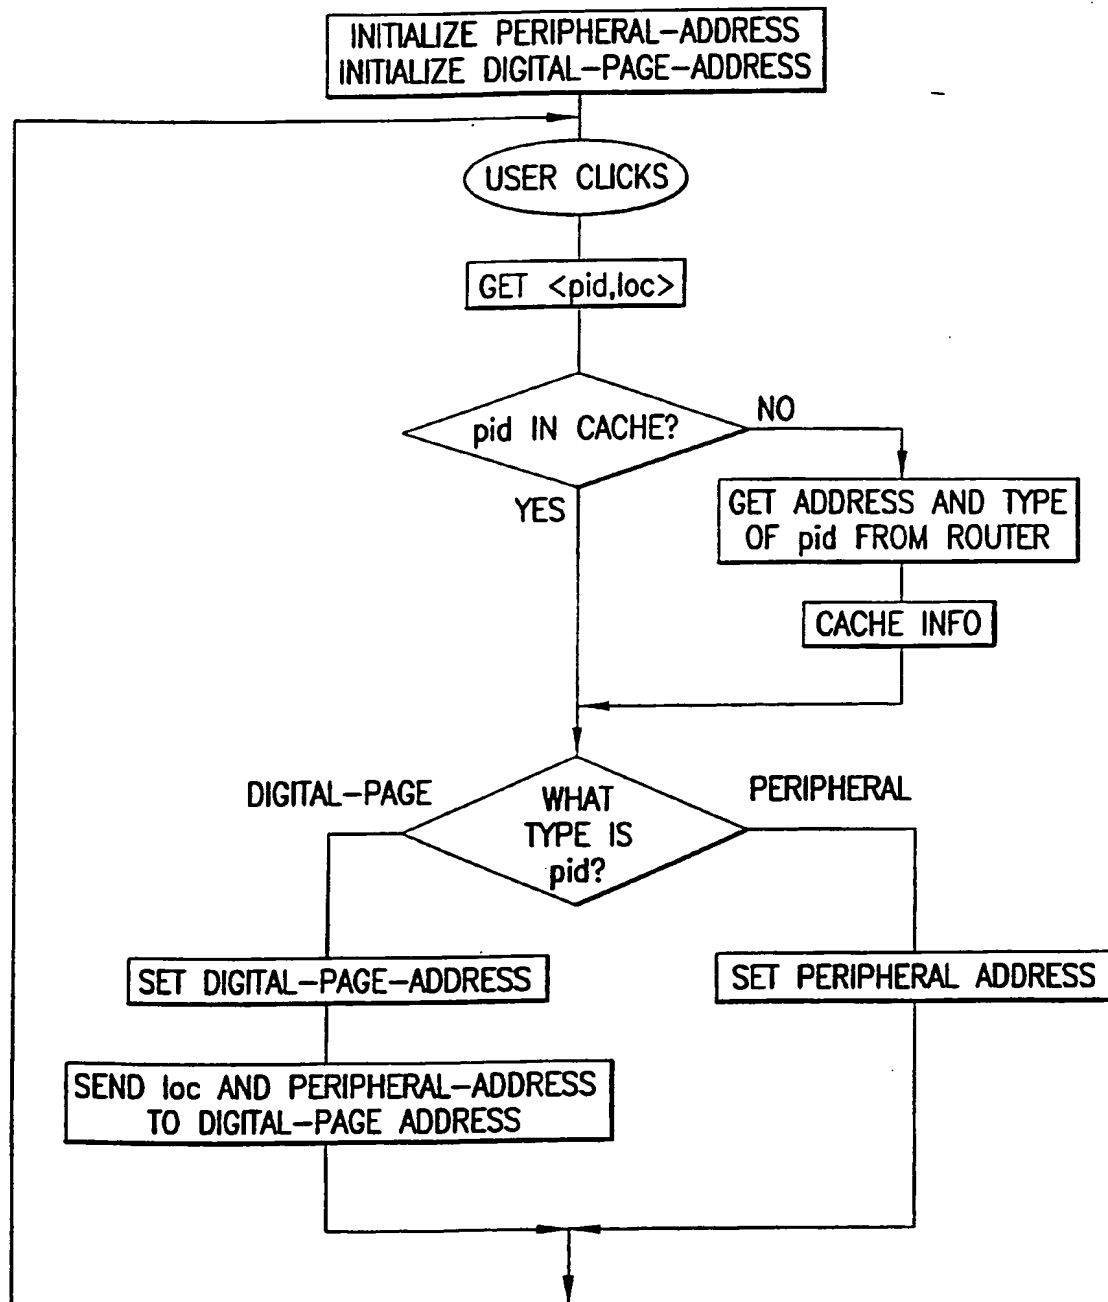 INITIALIZE PERIPHERAL-ADDRESS
INITIALIZE DIGITAL-PAGE-ADDRESS
USER CLICKS
GET <pid,loc>
pid IN CACHE?
NO
YES
GET ADDRESS AND TYPE
OF pid FROM ROUTER
CACHE INFO
DIGITAL-PAGE
WHAT
TYPE IS
pid?
PERIPHERAL
SET DIGITAL-PAGE-ADDRESS
SET PERIPHERAL ADDRESS
SEND loc AND PERIPHERAL-ADDRESS
TO DIGITAL-PAGE ADDRESS